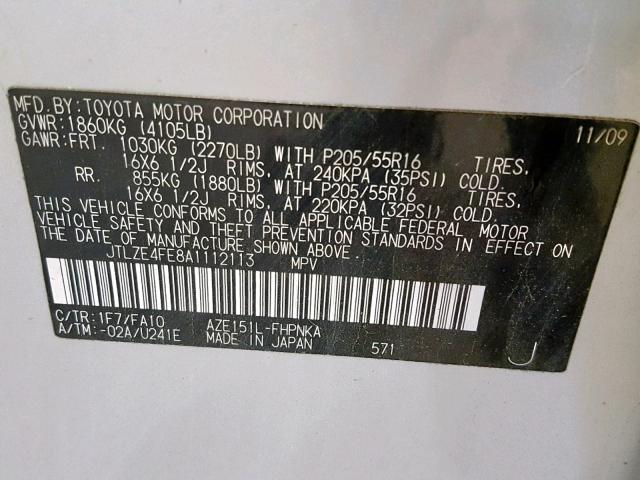 MFD.BY:TOYOTA MOTOR CORPORATION 11/09
GVWR:1860KG (4105LB)
GAWR:FRT. 1030KG (2270LB) WITH P205/55R16 TIRES,
16X6 1/2J RIMS, AT 240KPA (35PSI) COLD.
RR. 855KG (1880LB) WITH P205/55R16 TIRES,
16X6 1/2J RIMS, AT 220KPA (32PSI) COLD.
THIS VEHICLE CONFORMS TO ALL APPLICABLE FEDERAL MOTOR
VEHICLE SAFETY AND THEFT PREVENTION STANDARDS IN EFFECT ON
THE DATE OF MANUFACTURE SHOWN ABOVE.
JTLZE4FE8A1112113 MPV
C/TR:1F7/FA10 AZE151L-FHPNKA
A/TM:-02A/U241E MADE IN JAPAN 571 J